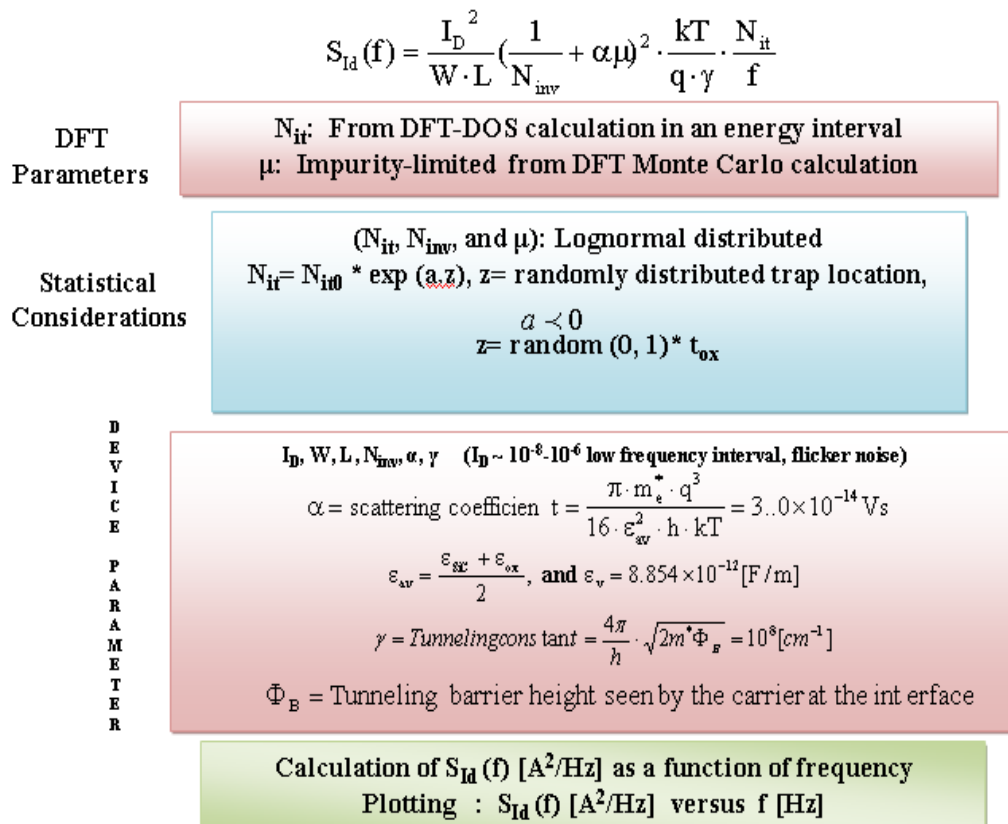 S_Id(f) = I_D^2 / (W · L) (1 / N_inv + αμ)^2 · kT / (q · γ) · N_it / f
DFT
Parameters
N_it: From DFT-DOS calculation in an energy interval
μ: Impurity-limited from DFT Monte Carlo calculation
Statistical
Considerations
(N_it, N_inv, and μ): Lognormal distributed
N_it= N_it0 * exp (a.z), z= randomly distributed trap location,
a ≺ 0
z= random (0, 1)* t_ox
DEVICE PARAMETER
I_D, W, L, N_inv, α, γ (I_D ~ 10^-8-10^-6 low frequency interval, flicker noise)
α = scattering coefficien t = π · m_e^* · q^3 / (16 · ε_av^2 · h · kT) = 3..0×10^-14 Vs
ε_av = (ε_SiC + ε_ox) / 2, and ε_v = 8.854×10^-12 [F/m]
γ = Tunnelingcons tant = 4π / h · √(2m^*Φ_B) = 10^8[cm^-1]
Φ_B = Tunneling barrier height seen by the carrier at the int erface
Calculation of S_Id (f) [A^2/Hz] as a function of frequency
Plotting : S_Id (f) [A^2/Hz] versus f [Hz]